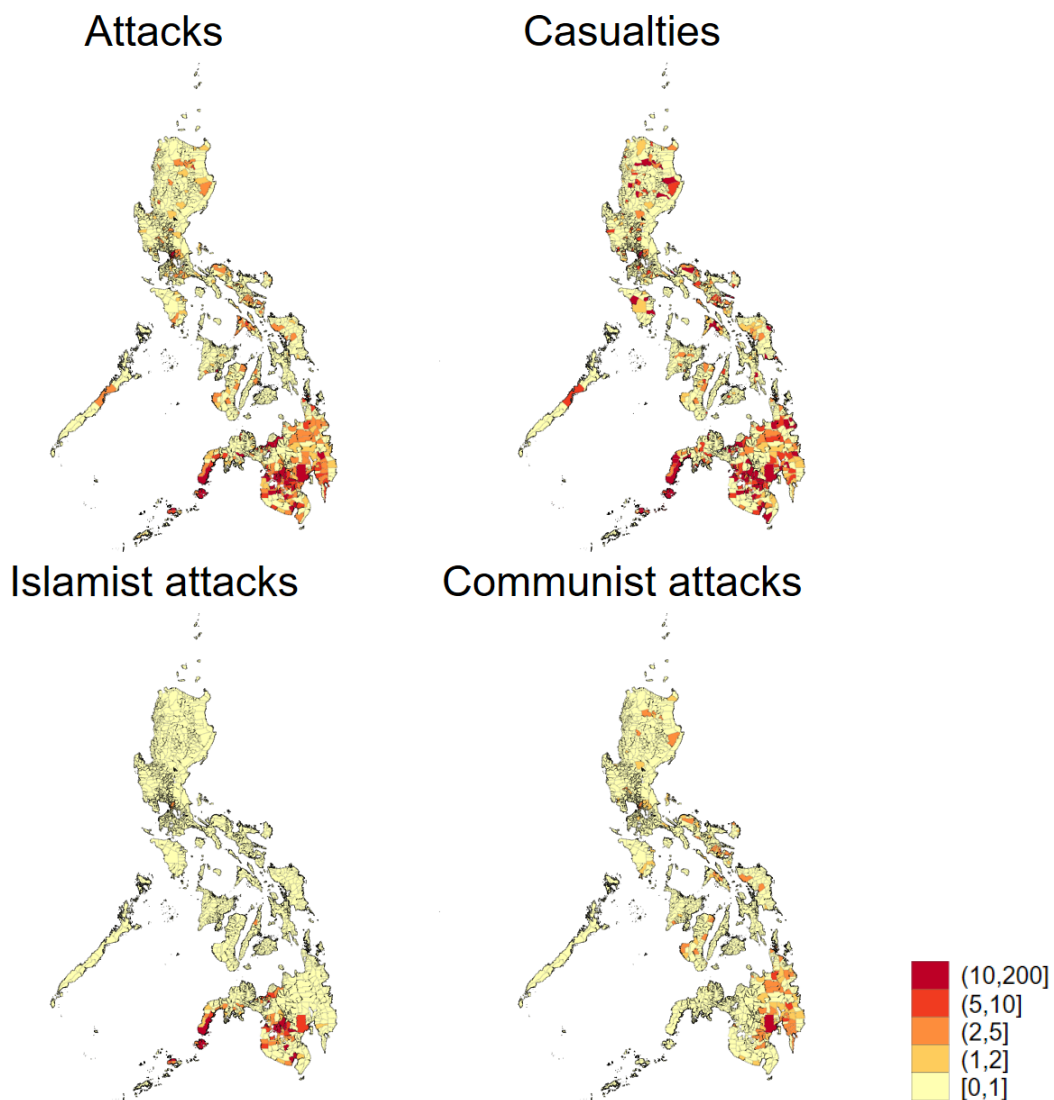 Attacks
Casualties
Islamist attacks
Communist attacks
(10,200]
(5,10]
(2,5]
(1,2]
[0,1]